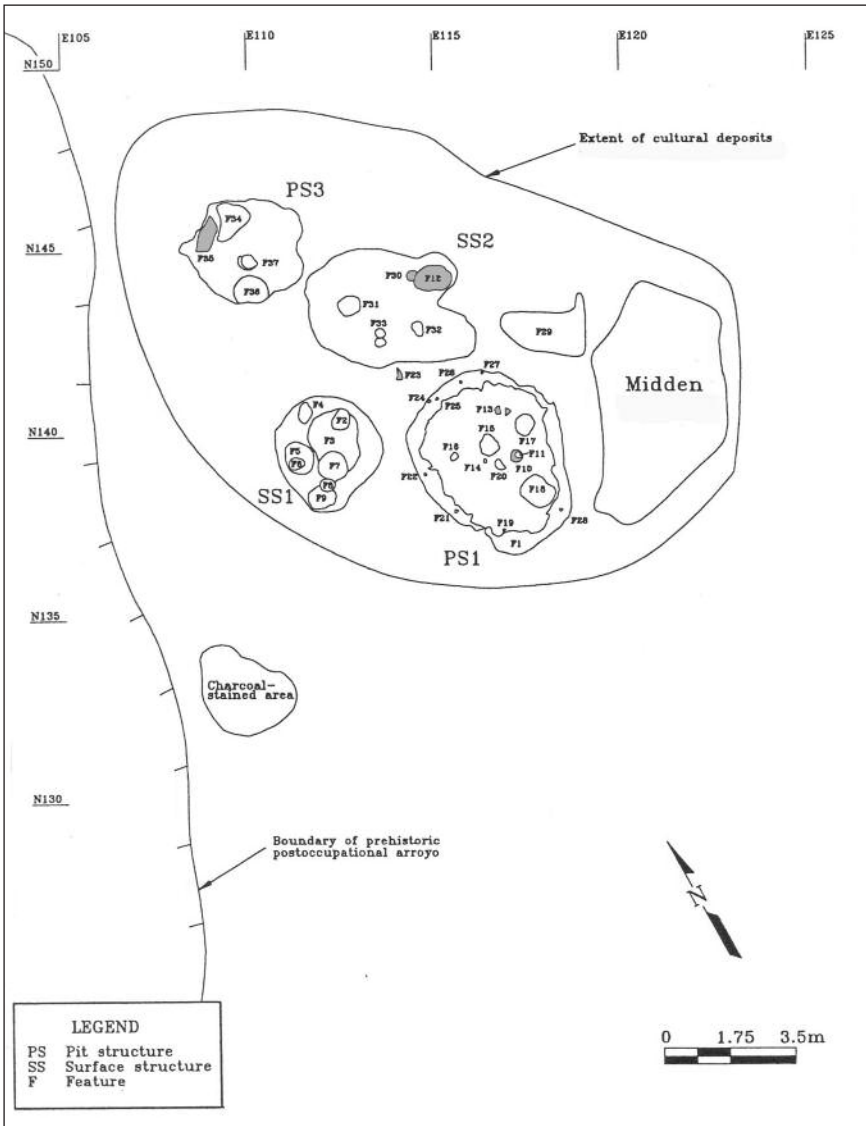 E105
E110
E115
E120
E125
N150
Extent of cultural deposits
PS3
F34
F35
F37
F38
N145
SS2
F30
F12
F31
F33
F32
F29
Midden
F23
F26
F27
F24
F25
F4
F2
F3
F5
F6
F7
F8
F9
SS1
N140
F13
F15
F17
F16
F11
F14
F10
F20
F18
F22
F21
F19
F1
F28
PS1
N135
Charcoal-
stained area
N130
Boundary of prehistoric
postoccupational arroyo
N
LEGEND
PS Pit structure
SS Surface structure
F Feature
0 1.75 3.5m